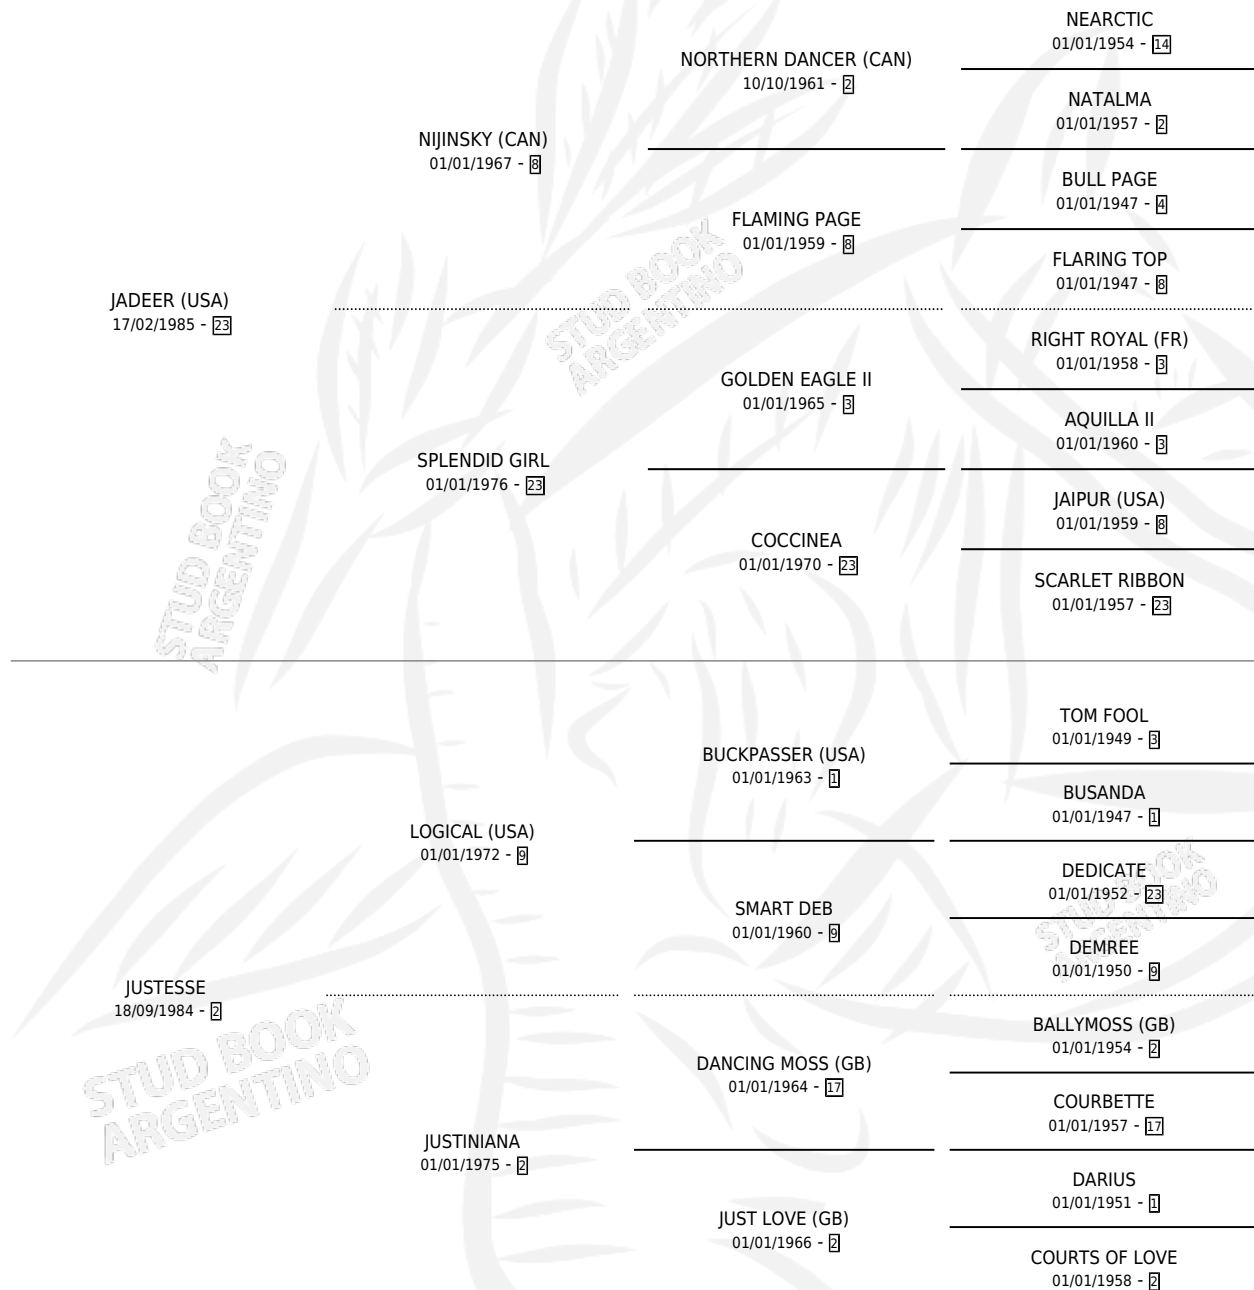 NEARCTIC
01/01/1954 - 14
NORTHERN DANCER (CAN)
10/10/1961 - 2
NATALMA
01/01/1957 - 2
NIJINSKY (CAN)
01/01/1967 - 8
BULL PAGE
01/01/1947 - 4
FLAMING PAGE
01/01/1959 - 8
FLARING TOP
01/01/1947 - 8
JADEER (USA)
17/02/1985 - 23
RIGHT ROYAL (FR)
01/01/1958 - 3
GOLDEN EAGLE II
01/01/1965 - 3
AQUILLA II
01/01/1960 - 3
SPLENDID GIRL
01/01/1976 - 23
JAIPUR (USA)
01/01/1959 - 8
COCCINEA
01/01/1970 - 23
SCARLET RIBBON
01/01/1957 - 23
TOM FOOL
01/01/1949 - 3
BUCKPASSER (USA)
01/01/1963 - 1
BUSANDA
01/01/1947 - 1
LOGICAL (USA)
01/01/1972 - 9
DEDICATE
01/01/1952 - 23
SMART DEB
01/01/1960 - 9
DEMREE
01/01/1950 - 9
JUSTESSE
18/09/1984 - 2
BALLYMOSS (GB)
01/01/1954 - 2
DANCING MOSS (GB)
01/01/1964 - 17
COURBETTE
01/01/1957 - 17
JUSTINIANA
01/01/1975 - 2
DARIUS
01/01/1951 - 1
JUST LOVE (GB)
01/01/1966 - 2
COURTS OF LOVE
01/01/1958 - 2
STUD BOOK
ARGENTINO
STUD BOOK
ARGENTINO
STUD BOOK
ARGENTINO
STUD BOOK
ARGENTINO